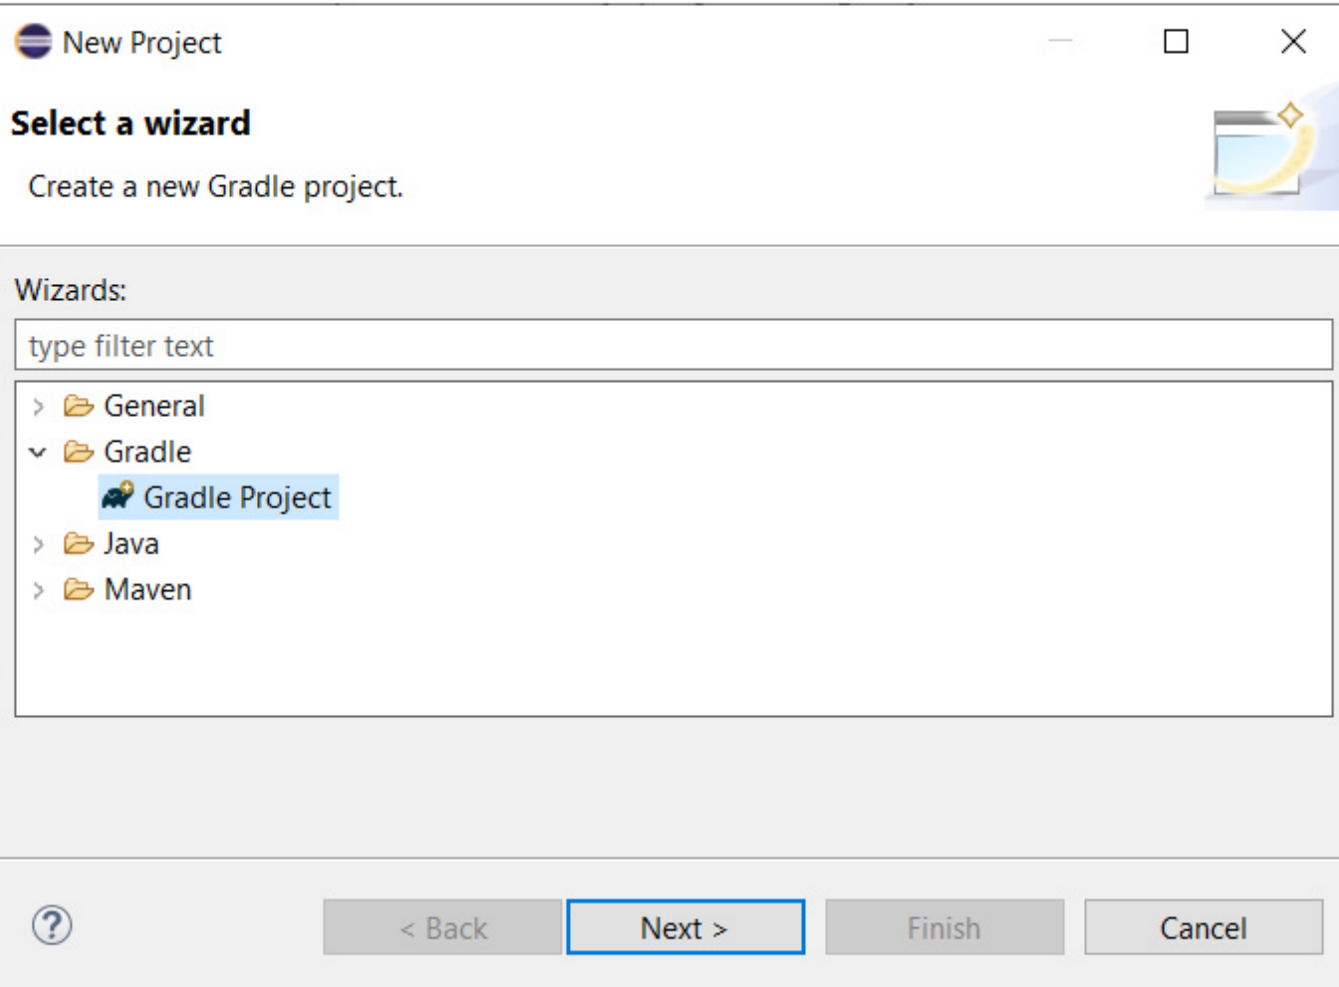 New Project
Select a wizard
Create a new Gradle project.
Wizards:
type filter text
General
Gradle
Gradle Project
Java
Maven
< Back Next > Finish Cancel